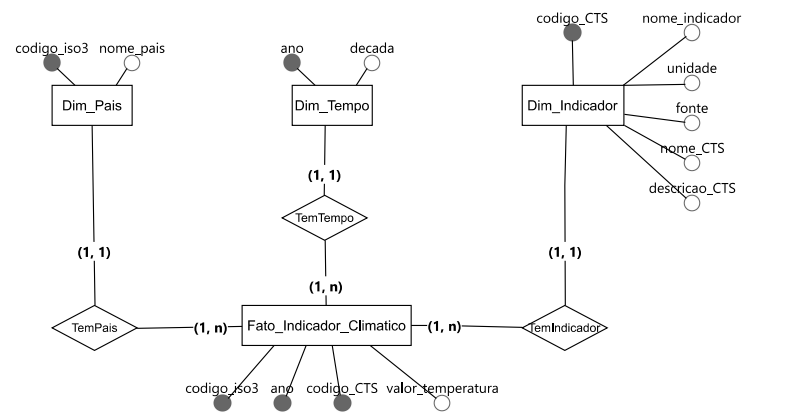 codigo_iso3
nome_pais
Dim_Pais
ano
decada
Dim_Tempo
codigo_CTS
nome_indicador
unidade
fonte
nome_CTS
descricao_CTS
Dim_Indicador
(1, 1)
(1, 1)
(1, 1)
TemTempo
(1, n)
TemPais
(1, n)
Fato_Indicador_Climatico
(1, n)
TemIndicador
codigo_iso3
ano
codigo_CTS
valor_temperatura